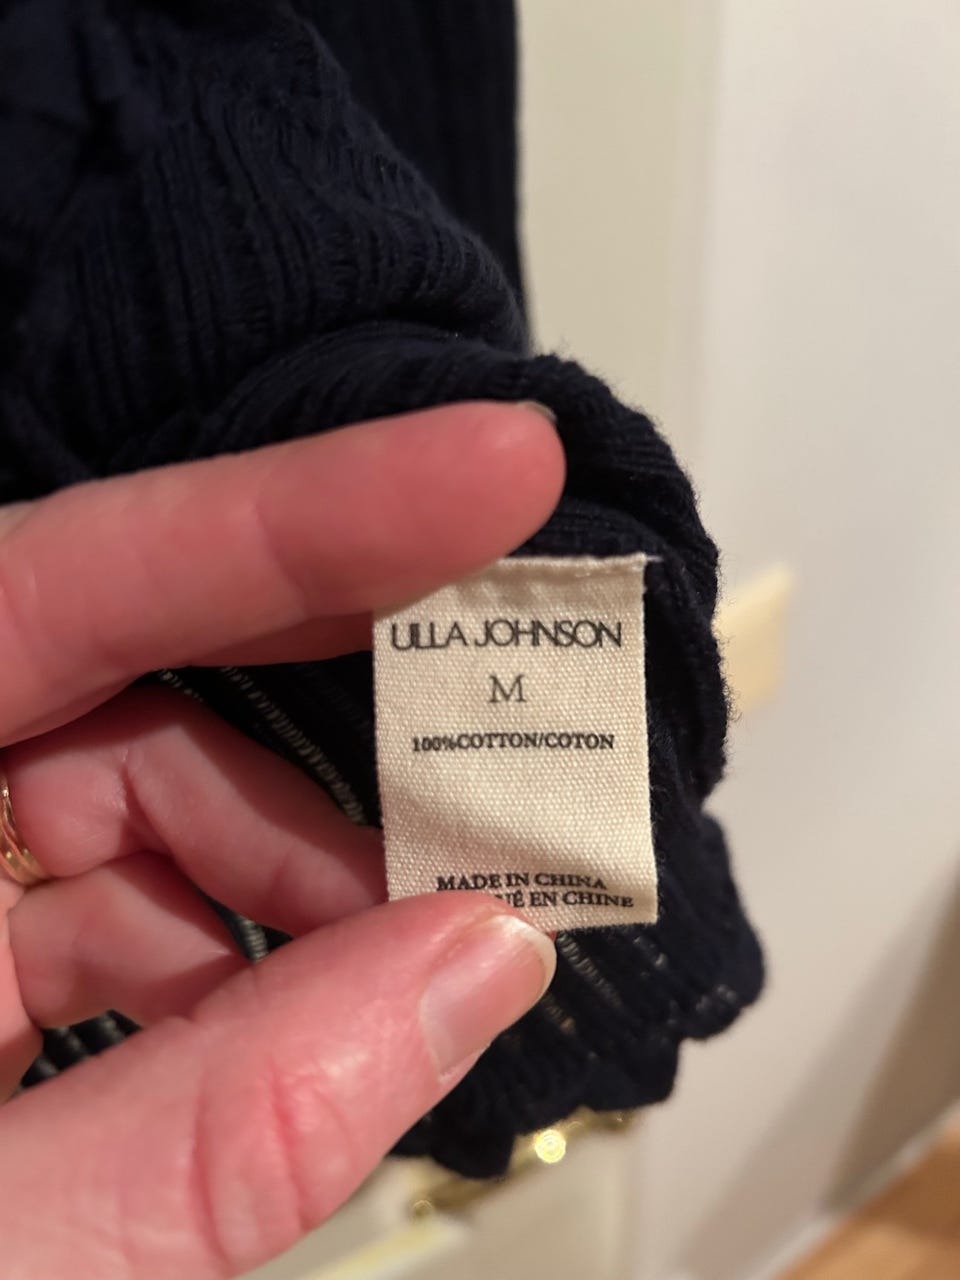 ULLA JOHNSON
M
100%COTTON/COTON
MADE IN CHINA
EN CHINE